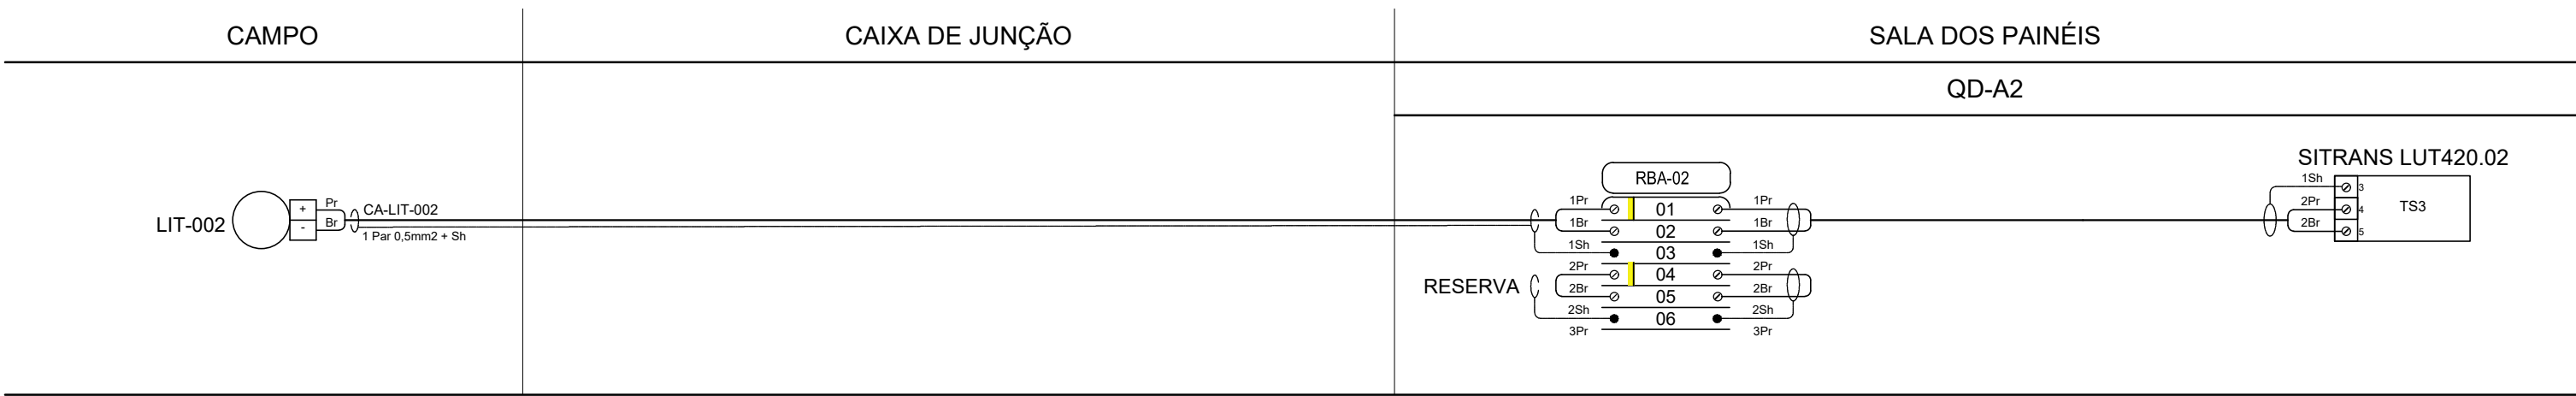 CAMPO
CAIXA DE JUNÇÃO
SALA DOS PAINÉIS
QD-A2
LIT-002
+
-
Pr
Br
CA-LIT-002
1 Par 0,5mm2 + Sh
RBA-02
1Pr 01 1Pr
1Br 02 1Br
1Sh 03 1Sh
2Pr 04 2Pr
RESERVA
2Br 05 2Br
2Sh 06 2Sh
3Pr 3Pr
SITRANS LUT420.02
1Sh 3
2Pr 4 TS3
2Br 5